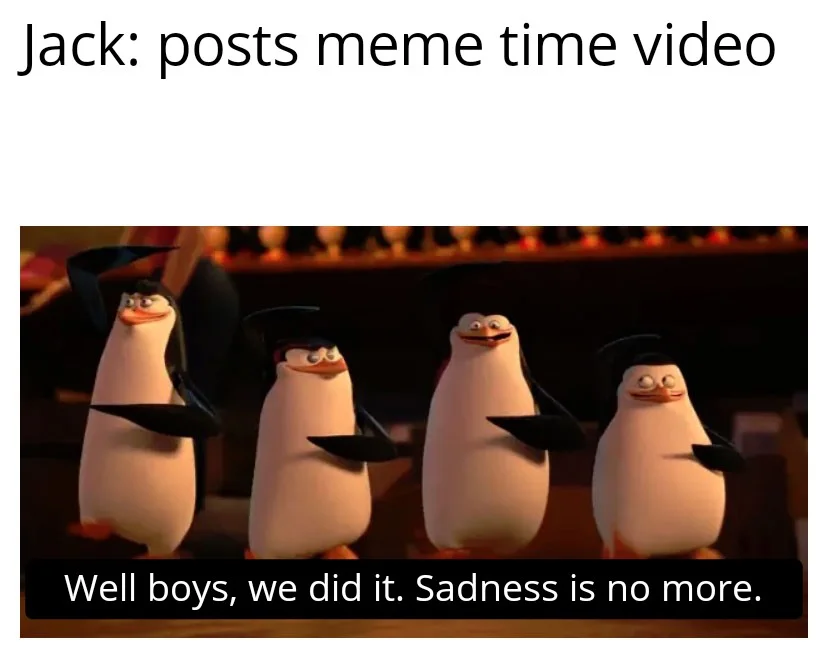 Jack: posts meme time video
Well boys, we did it. Sadness is no more.